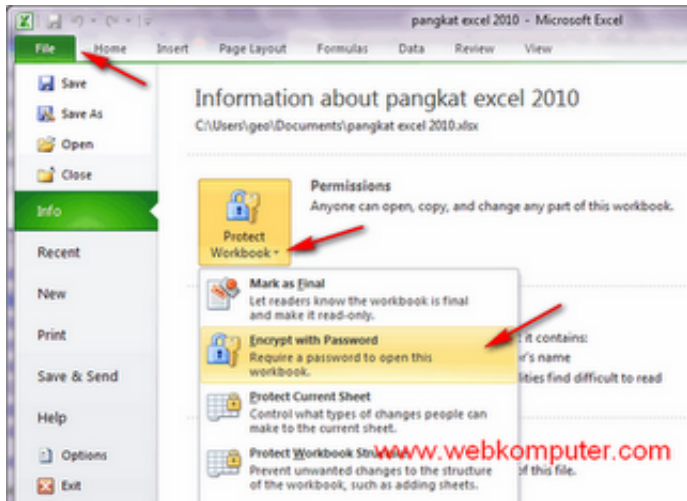 pangkat excel 2010 - Microsoft Excel
File Home Insert Page Layout Formulas Data Review View
Save
Save As
Open
Close
Info
Recent
New
Print
Save & Send
Help
Options
Exit
Information about pangkat excel 2010
C:\Users\geo\Documents\pangkat excel 2010.xlsx
Protect
Workbook
Permissions
Anyone can open, copy, and change any part of this workbook.
Mark as Final
Let readers know the workbook is final
and make it read-only.
Encrypt with Password
Require a password to open this
workbook.
Protect Current Sheet
Control what types of changes people can
make to the current sheet.
Protect Workbook
Prevent unwanted changes to the structure
of the workbook, such as adding sheets.
it contains:
r's name
lities find difficult to read
of this file.
www.webkomputer.com